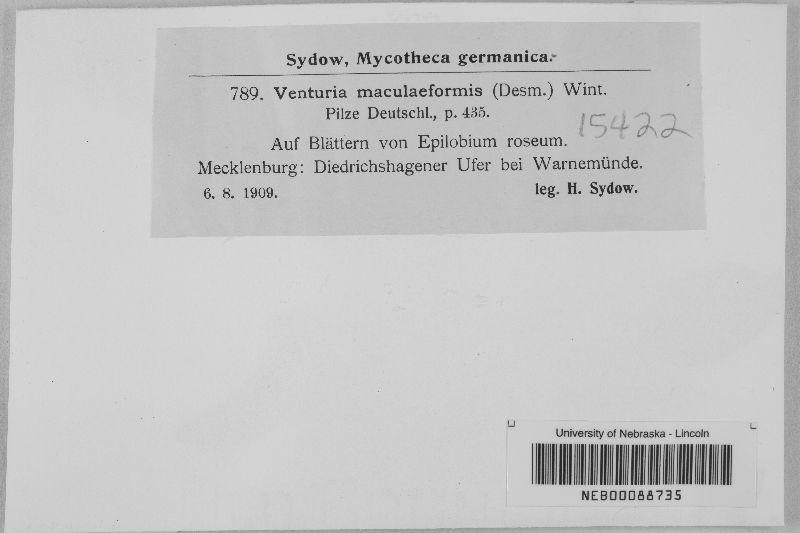 Sydow, Mycotheca germanica.
789. Venturia maculaeformis (Desm.) Wint.
Pilze Deutschl., p. 435.
15422
Auf Blättern von Epilobium roseum.
Mecklenburg: Diedrichshagener Ufer bei Warnemünde.
6. 8. 1909. leg. H. Sydow.
University of Nebraska - Lincoln
NEB00088735